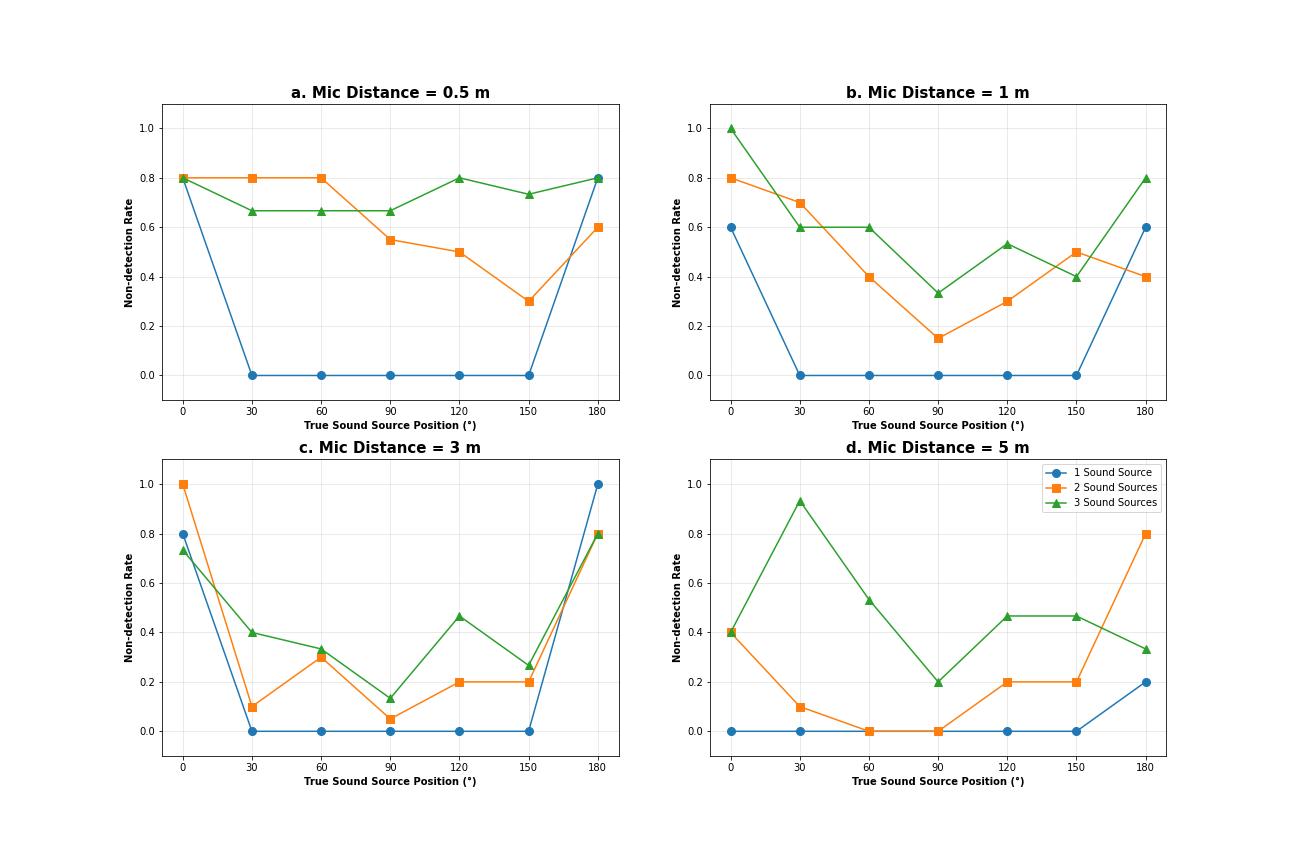 a. Mic Distance = 0.5 m
Non-detection Rate
1.0
0.8
0.6
0.4
0.2
0.0
0 30 60 90 120 150 180
True Sound Source Position (°)
b. Mic Distance = 1 m
Non-detection Rate
1.0
0.8
0.6
0.4
0.2
0.0
0 30 60 90 120 150 180
True Sound Source Position (°)
c. Mic Distance = 3 m
Non-detection Rate
1.0
0.8
0.6
0.4
0.2
0.0
0 30 60 90 120 150 180
True Sound Source Position (°)
d. Mic Distance = 5 m
Non-detection Rate
1.0
0.8
0.6
0.4
0.2
0.0
1 Sound Source
2 Sound Sources
3 Sound Sources
0 30 60 90 120 150 180
True Sound Source Position (°)